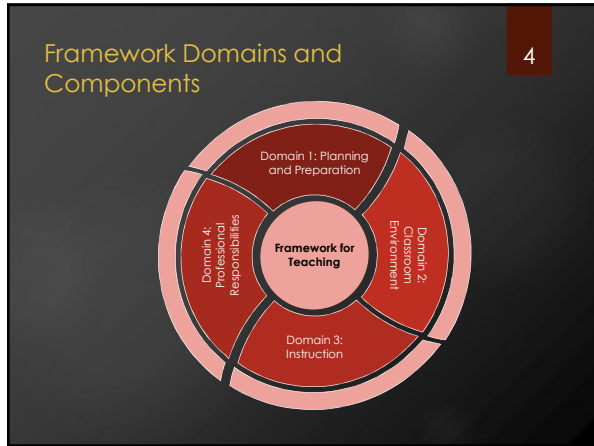 Framework Domains and
Components
4
Domain 1: Planning
and Preparation
Domain 2:
Classroom
Environment
Framework for
Teaching
Domain 4:
Professional
Responsibilities
Domain 3:
Instruction